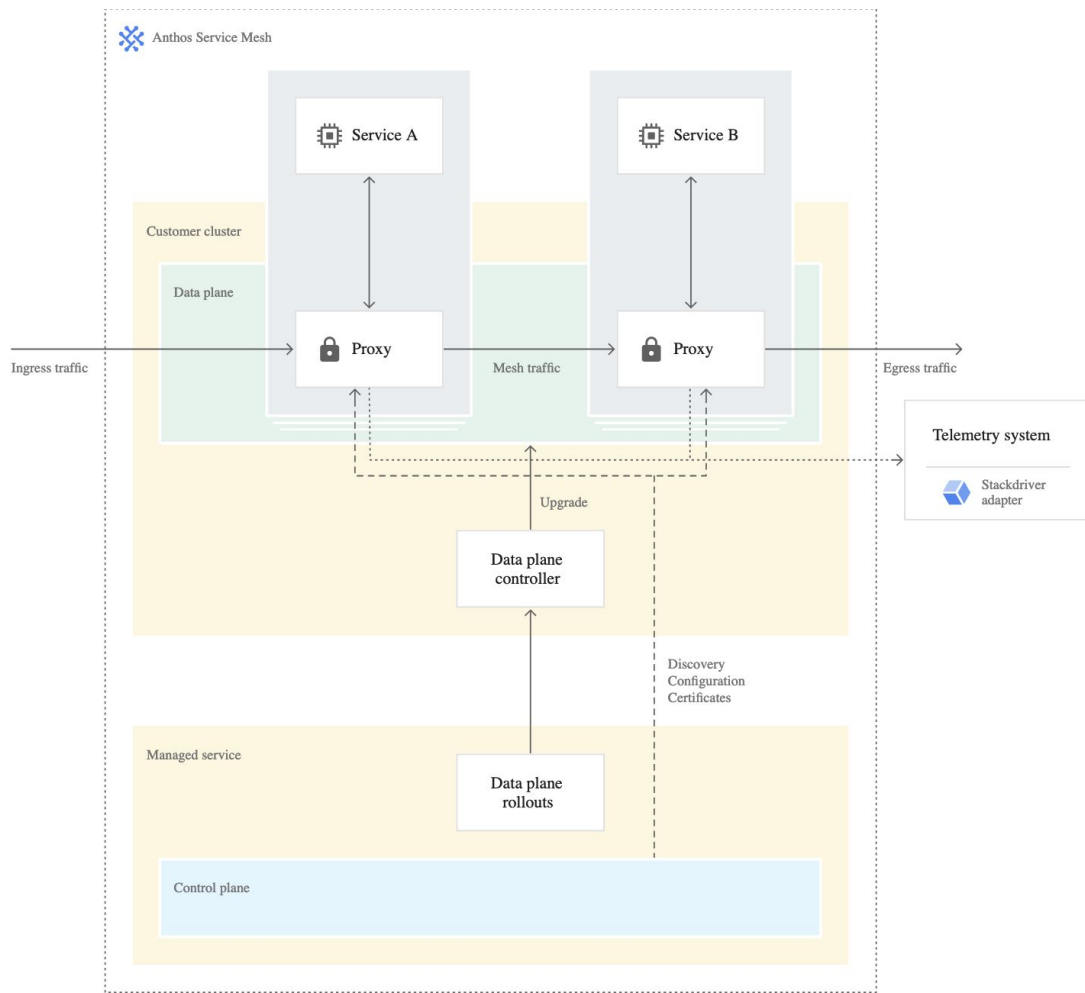 Anthos Service Mesh
Service A
Service B
Customer cluster
Data plane
Proxy
Proxy
Ingress traffic
Mesh traffic
Egress traffic
Telemetry system
Stackdriver
adapter
Upgrade
Data plane
controller
Discovery
Configuration
Certificates
Managed service
Data plane
rollouts
Control plane